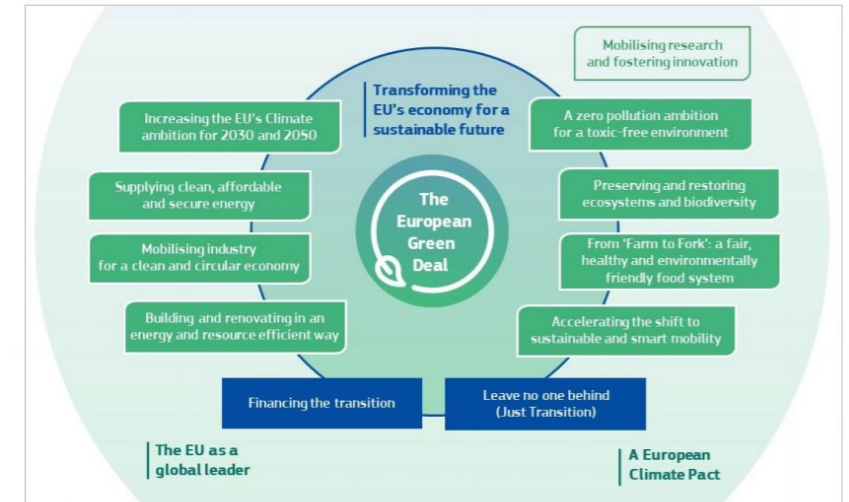 Mobilising research
and fostering innovation
Transforming the
EU's economy for a
sustainable future
Increasing the EU's Climate
ambition for 2030 and 2050
A zero pollution ambition
for a toxic-free environment
Supplying clean, affordable
and secure energy
Preserving and restoring
ecosystems and biodiversity
The
European
Green
Deal
Mobilising industry
for a clean and circular economy
From 'Farm to Fork': a fair,
healthy and environmentally
friendly food system
Building and renovating in an
energy and resource efficient way
Accelerating the shift to
sustainable and smart mobility
Financing the transition
Leave no one behind
(Just Transition)
The EU as a
global leader
A European
Climate Pact